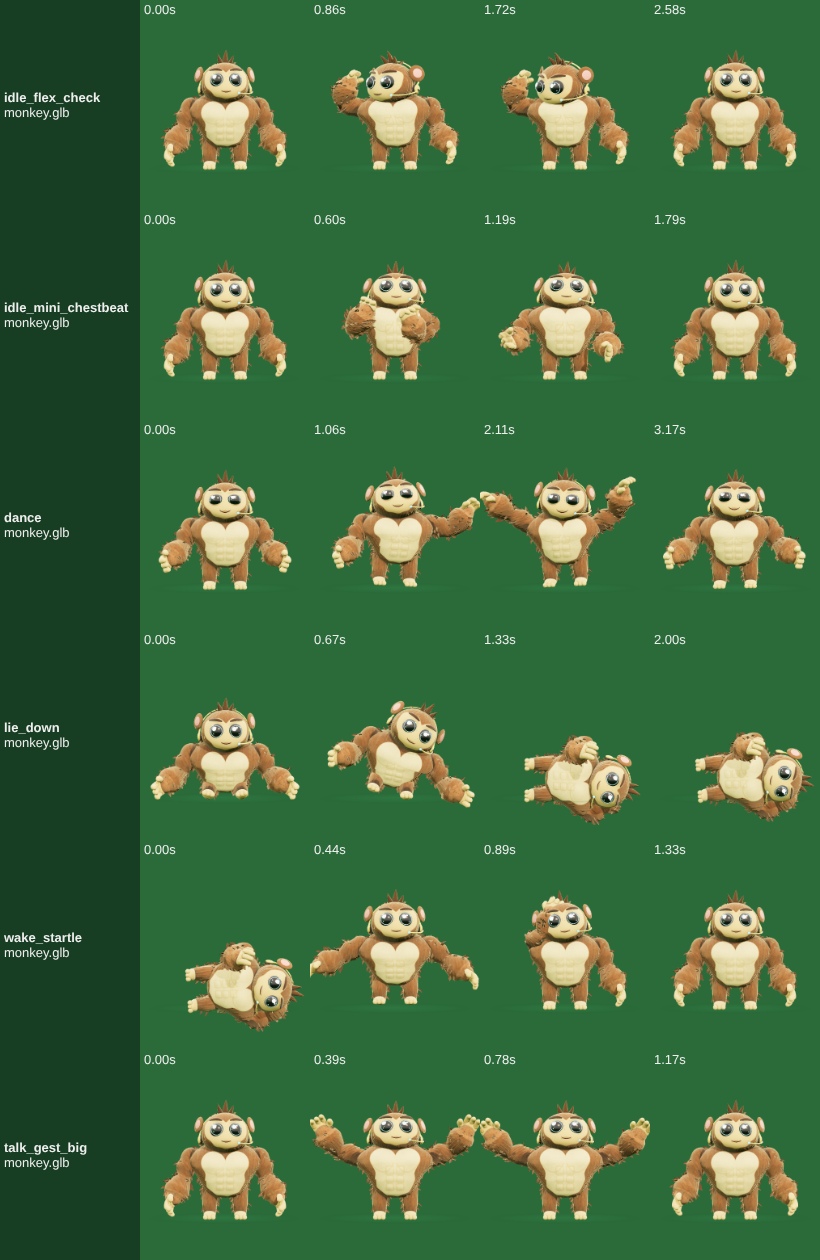 0.00s 0.86s 1.72s 2.58s
idle_flex_check
monkey.glb
0.00s 0.60s 1.19s 1.79s
idle_mini_chestbeat
monkey.glb
0.00s 1.06s 2.11s 3.17s
dance
monkey.glb
0.00s 0.67s 1.33s 2.00s
lie_down
monkey.glb
0.00s 0.44s 0.89s 1.33s
wake_startle
monkey.glb
0.00s 0.39s 0.78s 1.17s
talk_gest_big
monkey.glb